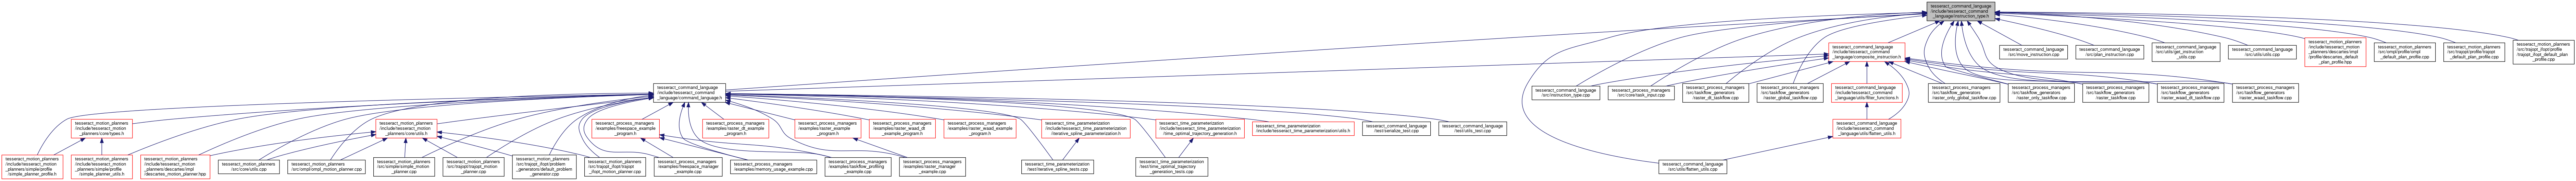 tesseract_command_language
/include/tesseract_command
_language/instruction_type.h
tesseract_command_language
/include/tesseract_command
_language/composite_instruction.h
tesseract_command_language
/src/move_instruction.cpp
tesseract_command_language
/src/plan_instruction.cpp
tesseract_command_language
/src/utils/get_instruction
_utils.cpp
tesseract_command_language
/src/utils/utils.cpp
tesseract_motion_planners
/include/tesseract_motion
_planners/descartes/impl
/profile/descartes_default
_plan_profile.hpp
tesseract_motion_planners
/src/ompl/profile/ompl
_default_plan_profile.cpp
tesseract_motion_planners
/src/trajopt/profile/trajopt
_default_plan_profile.cpp
tesseract_motion_planners
/src/trajopt_ifopt/profile
/trajopt_ifopt_default_plan
_profile.cpp
tesseract_command_language
/include/tesseract_command
_language/command_language.h
tesseract_command_language
/src/instruction_type.cpp
tesseract_process_managers
/src/core/task_input.cpp
tesseract_process_managers
/src/taskflow_generators
/raster_dt_taskflow.cpp
tesseract_process_managers
/src/taskflow_generators
/raster_global_taskflow.cpp
tesseract_command_language
/include/tesseract_command
_language/utils/filter_functions.h
tesseract_process_managers
/src/taskflow_generators
/raster_only_global_taskflow.cpp
tesseract_process_managers
/src/taskflow_generators
/raster_only_taskflow.cpp
tesseract_process_managers
/src/taskflow_generators
/raster_taskflow.cpp
tesseract_process_managers
/src/taskflow_generators
/raster_waad_dt_taskflow.cpp
tesseract_process_managers
/src/taskflow_generators
/raster_waad_taskflow.cpp
tesseract_motion_planners
/include/tesseract_motion
_planners/core/types.h
tesseract_motion_planners
/include/tesseract_motion
_planners/core/utils.h
tesseract_process_managers
/examples/freespace_example
_program.h
tesseract_process_managers
/examples/raster_dt_example
_program.h
tesseract_process_managers
/examples/raster_example
_program.h
tesseract_process_managers
/examples/raster_waad_dt
_example_program.h
tesseract_process_managers
/examples/raster_waad_example
_program.h
tesseract_time_parameterization
/include/tesseract_time_parameterization
/iterative_spline_parameterization.h
tesseract_time_parameterization
/include/tesseract_time_parameterization
/time_optimal_trajectory_generation.h
tesseract_time_parameterization
/include/tesseract_time_parameterization/utils.h
tesseract_command_language
/test/serialize_test.cpp
tesseract_command_language
/test/utils_test.cpp
tesseract_command_language
/include/tesseract_command
_language/utils/flatten_utils.h
tesseract_motion_planners
/include/tesseract_motion
_planners/simple/profile
/simple_planner_profile.h
tesseract_motion_planners
/include/tesseract_motion
_planners/simple/profile
/simple_planner_utils.h
tesseract_motion_planners
/include/tesseract_motion
_planners/descartes/impl
/descartes_motion_planner.hpp
tesseract_motion_planners
/src/core/utils.cpp
tesseract_motion_planners
/src/ompl/ompl_motion_planner.cpp
tesseract_motion_planners
/src/simple/simple_motion
_planner.cpp
tesseract_motion_planners
/src/trajopt/trajopt_motion
_planner.cpp
tesseract_motion_planners
/src/trajopt_ifopt/problem
_generators/default_problem
_generator.cpp
tesseract_motion_planners
/src/trajopt_ifopt/trajopt
_ifopt_motion_planner.cpp
tesseract_process_managers
/examples/freespace_manager
_example.cpp
tesseract_process_managers
/examples/memory_usage_example.cpp
tesseract_process_managers
/examples/taskflow_profiling
_example.cpp
tesseract_process_managers
/examples/raster_manager
_example.cpp
tesseract_time_parameterization
/test/iterative_spline_tests.cpp
tesseract_time_parameterization
/test/time_optimal_trajectory
_generation_tests.cpp
tesseract_command_language
/src/utils/flatten_utils.cpp